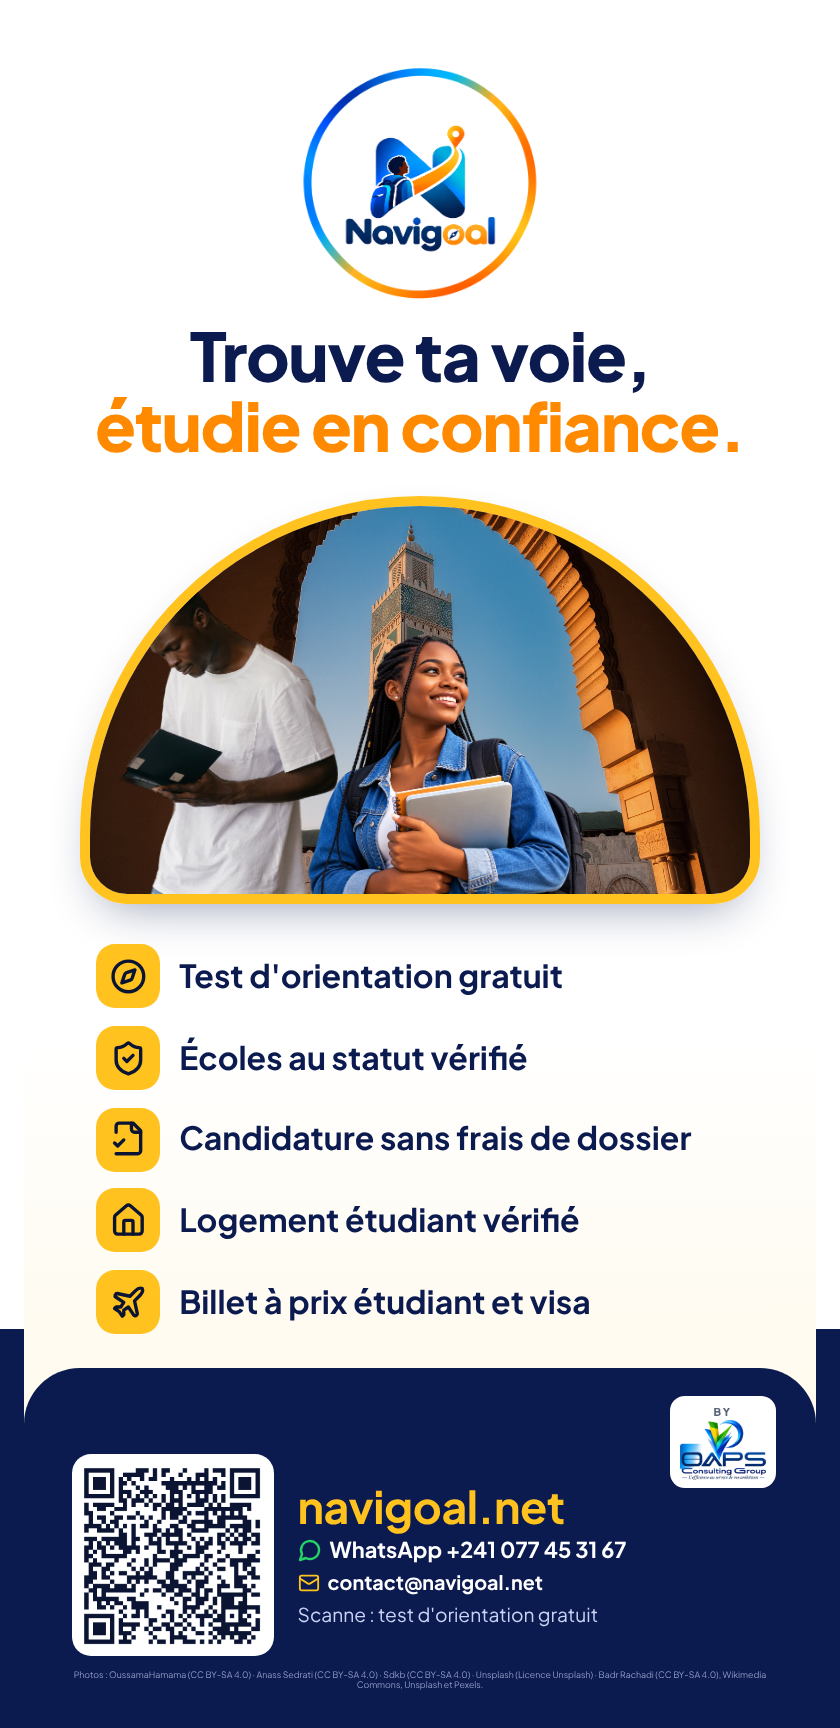 Navigoal
Trouve ta voie,
étudie en confiance.
Test d'orientation gratuit
Écoles au statut vérifié
Candidature sans frais de dossier
Logement étudiant vérifié
Billet à prix étudiant et visa
BY
OAPS
Consulting Group
navigoal.net
WhatsApp +241 077 45 31 67
contact@navigoal.net
Scanne : test d'orientation gratuit
Photos : OussamaHamama (CC BY-SA 4.0) · Anass Sedrati (CC BY-SA 4.0) · Sdkb (CC BY-SA 4.0) · Unsplash (Licence Unsplash) · Badr Rachadi (CC BY-SA 4.0), Wikimedia
Commons, Unsplash et Pexels.